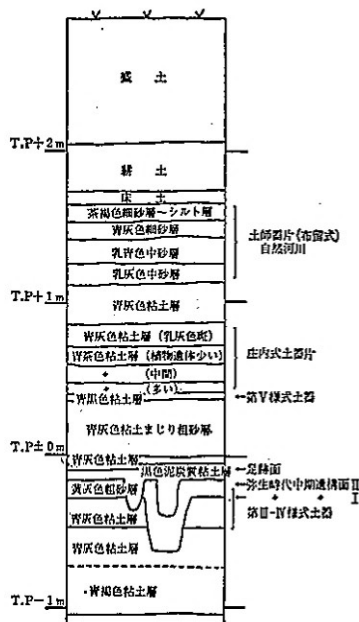 盛 土
T.P+2m
耕 土
床 土
茶褐色細砂層～シルト層
青灰色細砂層
乳青色中砂層
乳灰色中砂層
土師器片(布留式)
自然河川
T.P+1m
青灰色粘土層
青灰色粘土層(乳灰色斑)
青茶色粘土層(植物遺体少い)
〃 (中間)
〃 (多い)
庄内式土器片
青黒色粘土層
←第Ⅴ様式土器
青灰色粘土まじり粗砂層
T.P±0m
青灰色粘土層
黒色泥炭質粘土層
←足跡面
黄灰色粗砂層
←弥生時代中期遺構面Ⅱ
← 〃 〃 Ⅰ
青灰色粘土層
第Ⅲ-Ⅳ様式土器
青灰色粘土層
青褐色粘土層
T.P-1m